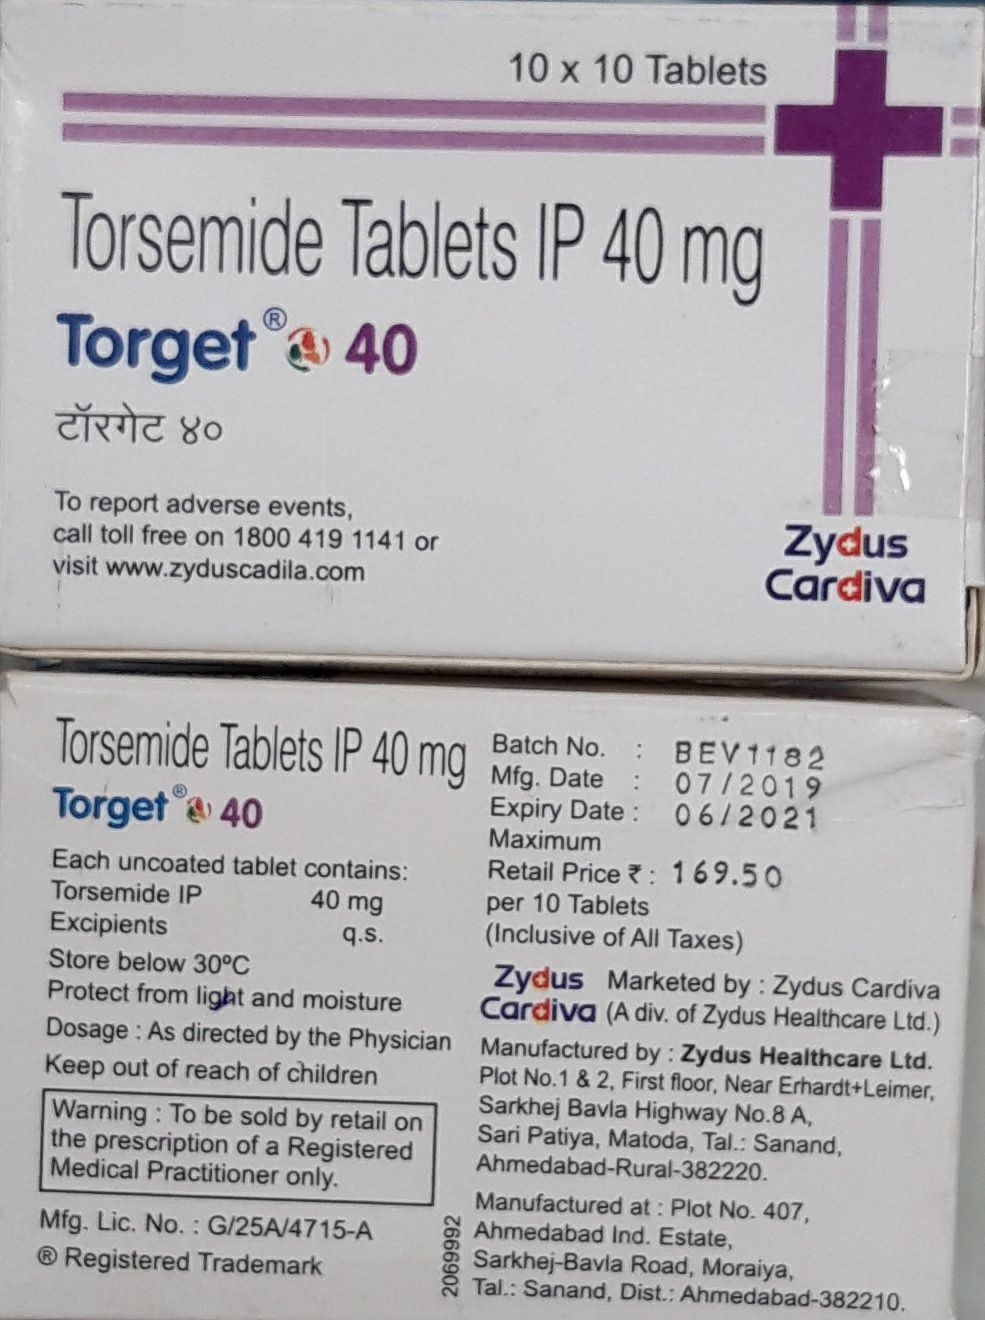 10 x 10 Tablets
Torsemide Tablets IP 40 mg
Torget® 40
टॉरगेट ४०
To report adverse events,
call toll free on 1800 419 1141 or
visit www.zyduscadila.com
Zydus
Cardiva
Torsemide Tablets IP 40 mg
Torget® 40
Each uncoated tablet contains:
Torsemide IP 40 mg
Excipients q.s.
Store below 30ºC
Protect from light and moisture
Dosage : As directed by the Physician
Keep out of reach of children
Warning : To be sold by retail on
the prescription of a Registered
Medical Practitioner only.
Mfg. Lic. No. : G/25A/4715-A
® Registered Trademark
2069992
Batch No. : BEV1182
Mfg. Date : 07/2019
Expiry Date : 06/2021
Maximum
Retail Price ₹ : 169.50
per 10 Tablets
(Inclusive of All Taxes)
Zydus Marketed by : Zydus Cardiva
Cardiva (A div. of Zydus Healthcare Ltd.)
Manufactured by : Zydus Healthcare Ltd.
Plot No.1 & 2, First floor, Near Erhardt+Leimer,
Sarkhej Bavla Highway No.8 A,
Sari Patiya, Matoda, Tal.: Sanand,
Ahmedabad-Rural-382220.
Manufactured at : Plot No. 407,
Ahmedabad Ind. Estate,
Sarkhej-Bavla Road, Moraiya,
Tal.: Sanand, Dist.: Ahmedabad-382210.